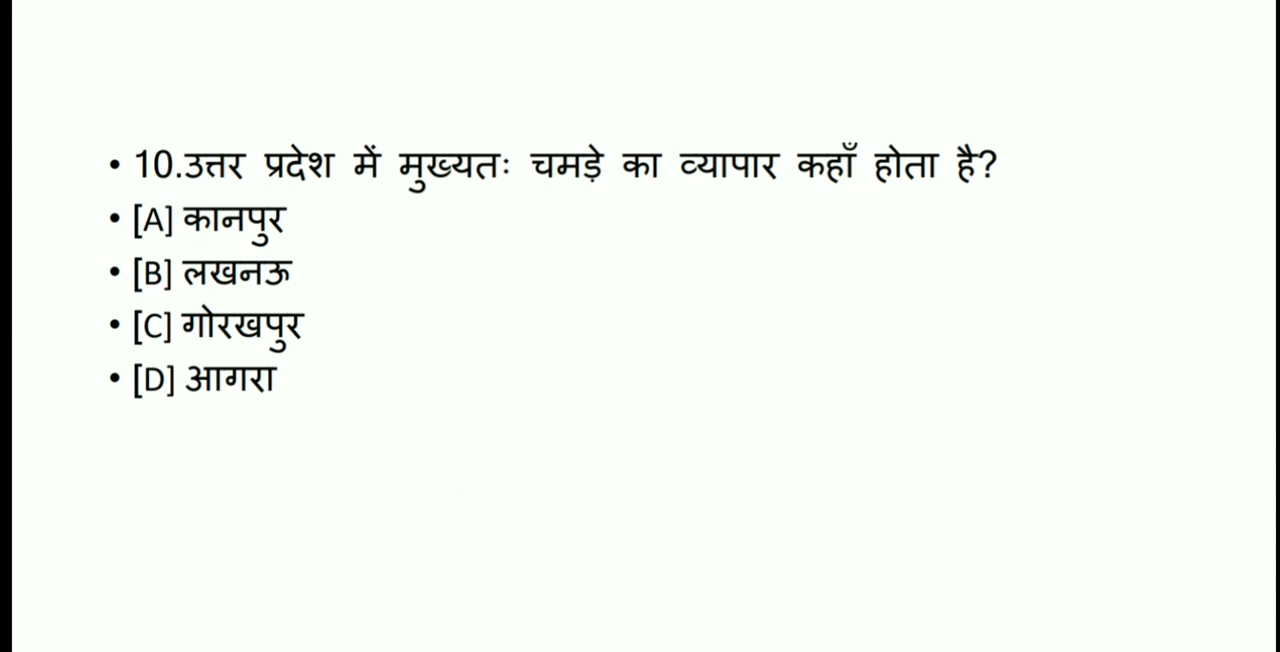 • 10.उत्तर प्रदेश में मुख्यतः चमड़े का व्यापार कहाँ होता है?
• [A] कानपुर
• [B] लखनऊ
• [C] गोरखपुर
• [D] आगरा